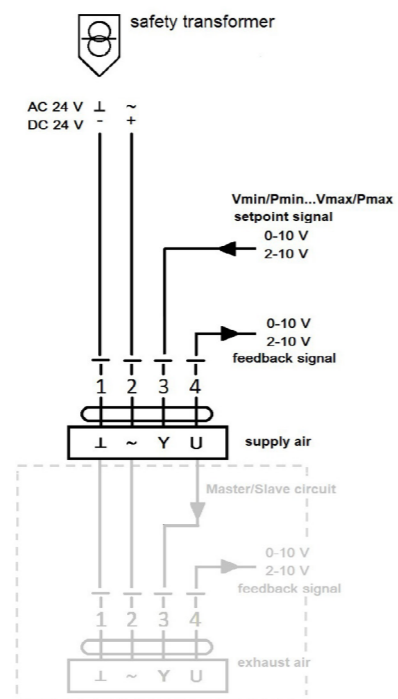 safety transformer
AC 24 V ⊥ ~
DC 24 V - +
Vmin/Pmin...Vmax/Pmax
setpoint signal
0-10 V
2-10 V
0-10 V
2-10 V
feedback signal
1 2 3 4
⊥ ~ Y U
supply air
Master/Slave circuit
0-10 V
2-10 V
feedback signal
1 2 3 4
⊥ ~ Y U
exhaust air